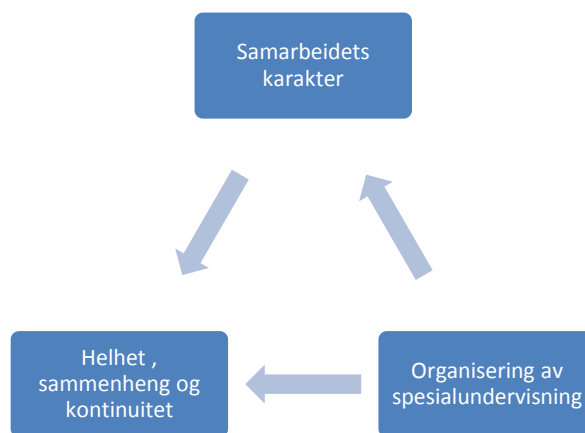 Samarbeidets
karakter
Helhet ,
sammenheng og
kontinuitet
Organisering av
spesialundervisning